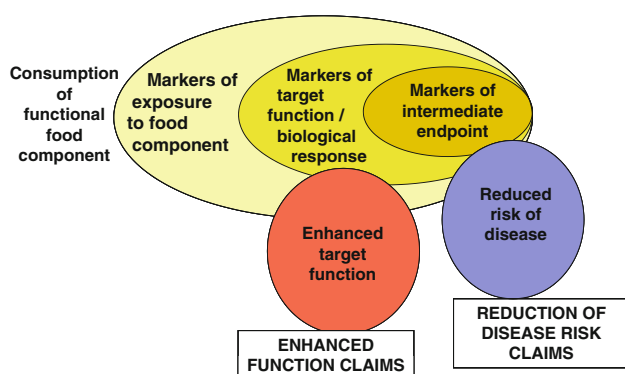 Consumption
of
functional
food
component
Markers of
exposure
to food
component
Markers of
target
function /
biological
response
Markers of
intermediate
endpoint
Enhanced
target
function
Reduced
risk of
disease
ENHANCED
FUNCTION CLAIMS
REDUCTION OF
DISEASE RISK
CLAIMS